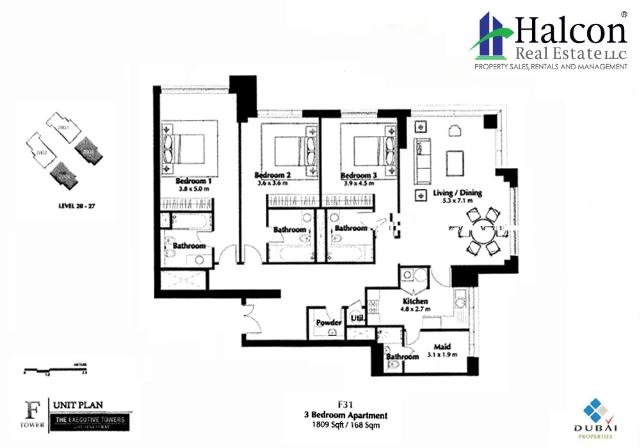 Halcon®
Real Estate LLC
PROPERTY SALES, RENTALS AND MANAGEMENT
LEVEL 20 - 27
Bedroom 1
3.8 x 5.0 m
Bedroom 2
3.6 x 3.6 m
Bedroom 3
3.9 x 4.5 m
Living / Dining
5.3 x 7.1 m
Bathroom
Bathroom
Bathroom
Kitchen
4.8 x 2.7 m
Powder
Util.
Bathroom
Maid
3.1 x 1.9 m
F
TOWER
UNIT PLAN
THE EXECUTIVE TOWERS
F31
3 Bedroom Apartment
1809 Sqft / 168 Sqm
DUBAI
PROPERTIES